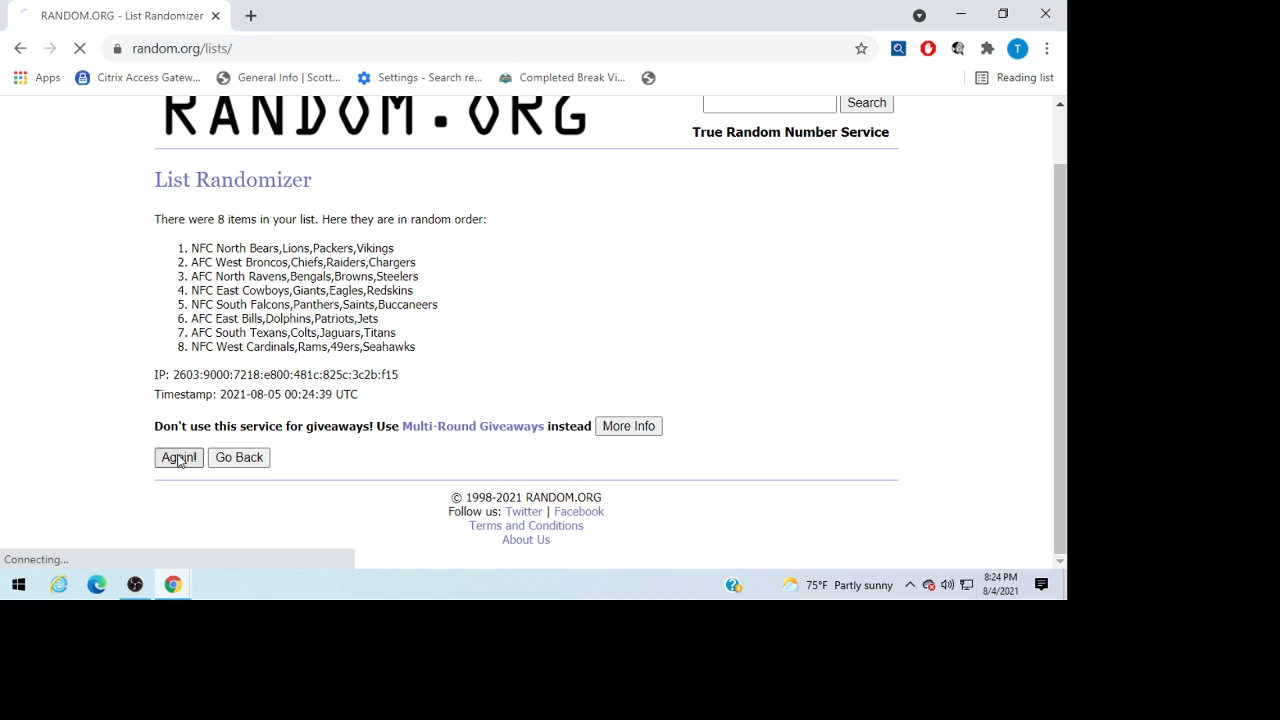 RANDOM.ORG - List Randomizer
random.org/lists/
T
Apps
Citrix Access Gatew...
General Info | Scott...
Settings - Search re...
Completed Break Vi...
Reading list
RANDOM.ORG
Search
True Random Number Service
List Randomizer
There were 8 items in your list. Here they are in random order:
1. NFC North Bears,Lions,Packers,Vikings
2. AFC West Broncos,Chiefs,Raiders,Chargers
3. AFC North Ravens,Bengals,Browns,Steelers
4. NFC East Cowboys,Giants,Eagles,Redskins
5. NFC South Falcons,Panthers,Saints,Buccaneers
6. AFC East Bills,Dolphins,Patriots,Jets
7. AFC South Texans,Colts,Jaguars,Titans
8. NFC West Cardinals,Rams,49ers,Seahawks
IP: 2603:9000:7218:e800:481c:825c:3c2b:f15
Timestamp: 2021-08-05 00:24:39 UTC
Don't use this service for giveaways! Use Multi-Round Giveaways instead More Info
Again! Go Back
© 1998-2021 RANDOM.ORG
Follow us: Twitter | Facebook
Terms and Conditions
About Us
Connecting...
75°F Partly sunny
8:24 PM
8/4/2021